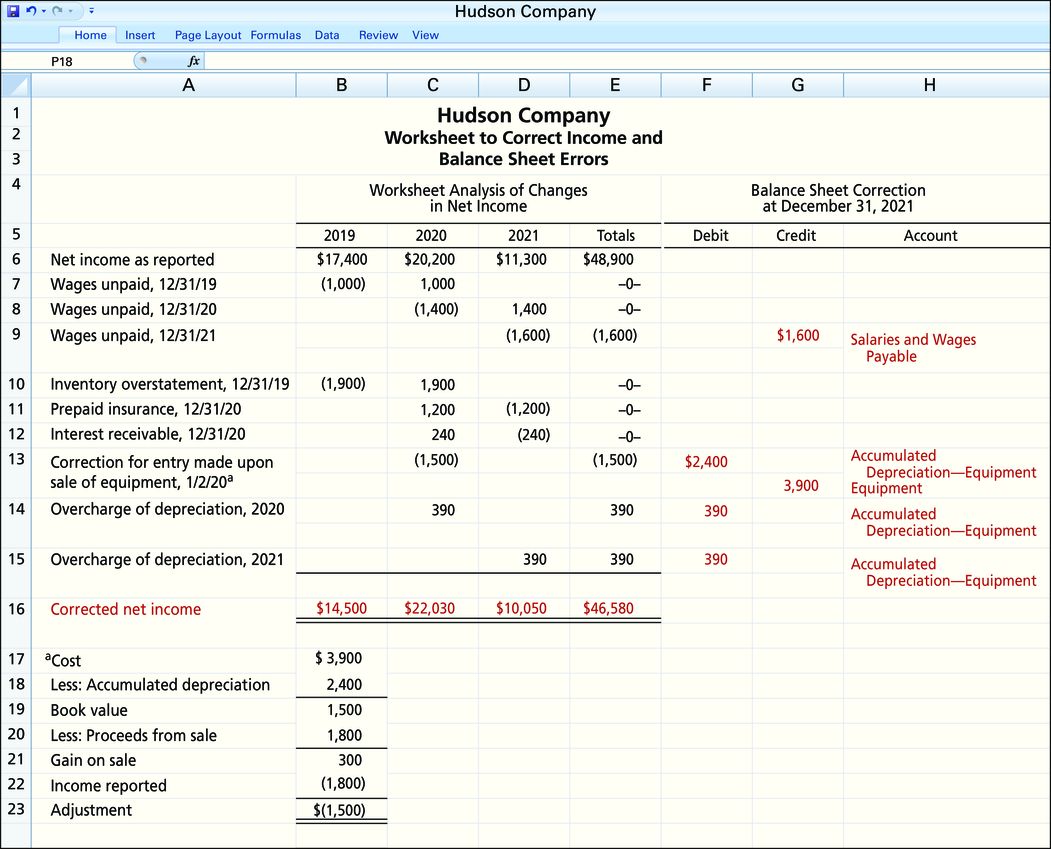 Hudson Company
Home Insert Page Layout Formulas Data Review View
P18 fx
A B C D E F G H
1 Hudson Company
2 Worksheet to Correct Income and
3 Balance Sheet Errors
4 Worksheet Analysis of Changes Balance Sheet Correction
in Net Income at December 31, 2021
5 2019 2020 2021 Totals Debit Credit Account
6 Net income as reported $17,400 $20,200 $11,300 $48,900
7 Wages unpaid, 12/31/19 (1,000) 1,000 –0–
8 Wages unpaid, 12/31/20 (1,400) 1,400 –0–
9 Wages unpaid, 12/31/21 (1,600) (1,600) $1,600 Salaries and Wages
Payable
10 Inventory overstatement, 12/31/19 (1,900) 1,900 –0–
11 Prepaid insurance, 12/31/20 1,200 (1,200) –0–
12 Interest receivable, 12/31/20 240 (240) –0–
13 Correction for entry made upon (1,500) (1,500) $2,400 Accumulated
Depreciation—Equipment
sale of equipment, 1/2/20a 3,900 Equipment
14 Overcharge of depreciation, 2020 390 390 390 Accumulated
Depreciation—Equipment
15 Overcharge of depreciation, 2021 390 390 390 Accumulated
Depreciation—Equipment
16 Corrected net income $14,500 $22,030 $10,050 $46,580
17 aCost $ 3,900
18 Less: Accumulated depreciation 2,400
19 Book value 1,500
20 Less: Proceeds from sale 1,800
21 Gain on sale 300
22 Income reported (1,800)
23 Adjustment $(1,500)